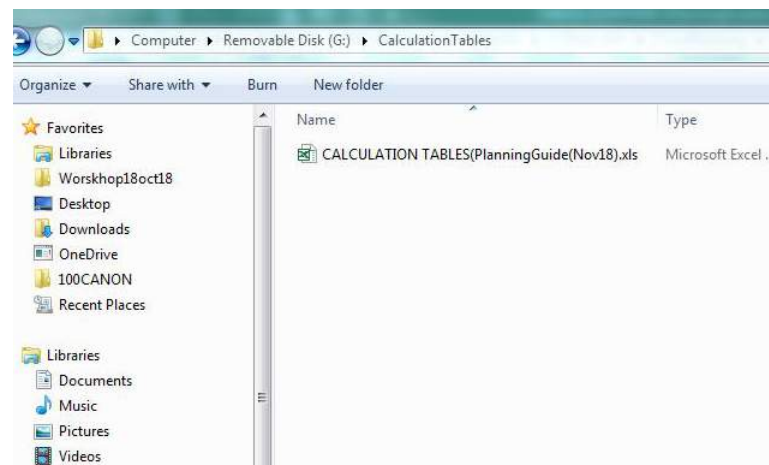 Computer Removable Disk (G:) CalculationTables
Organize Share with Burn New folder
Favorites
Libraries
Worskhop18oct18
Desktop
Downloads
OneDrive
100CANON
Recent Places
Libraries
Documents
Music
Pictures
Videos
Name Type
CALCULATION TABLES(PlanningGuide(Nov18).xls Microsoft Excel .